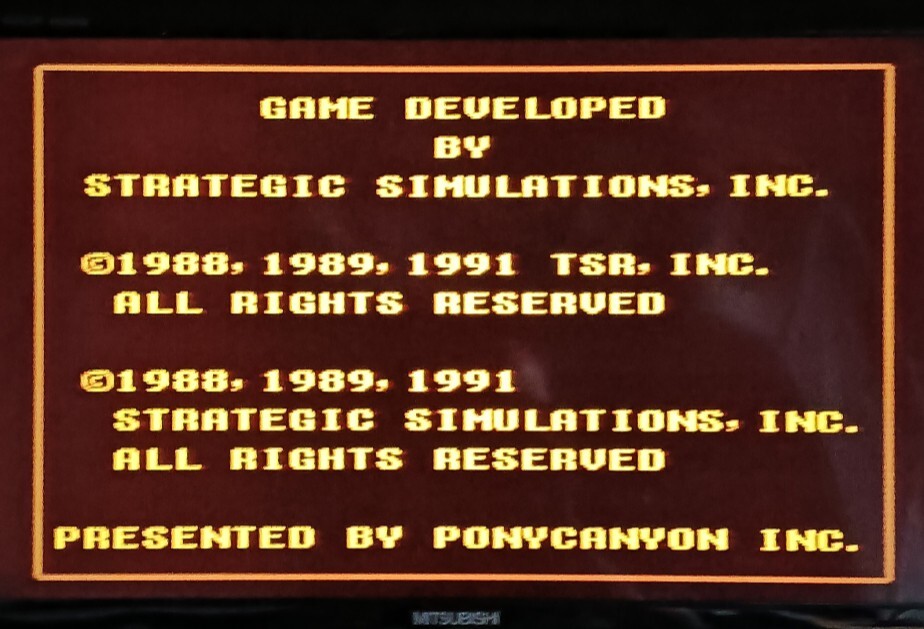 GAME DEVELOPED
BY
STRATEGIC SIMULATIONS, INC.
©1988, 1989, 1991 TSR, INC.
ALL RIGHTS RESERVED
©1988, 1989, 1991
STRATEGIC SIMULATIONS, INC.
ALL RIGHTS RESERVED
PRESENTED BY PONYCANYON INC.
MITSUBISHI